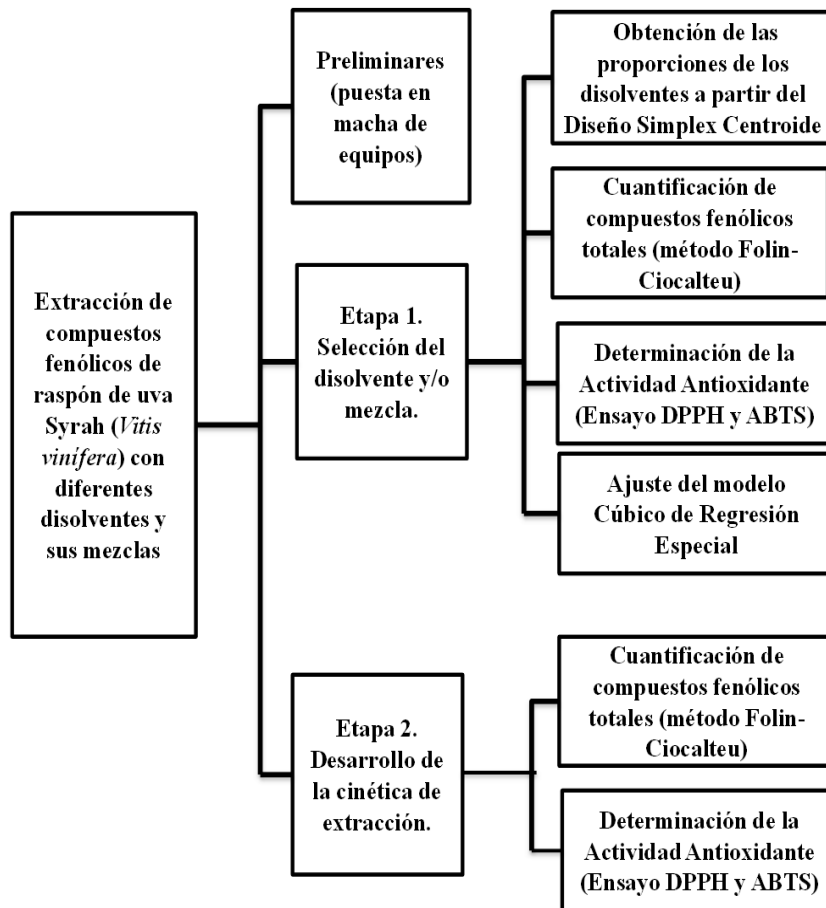 Extracción de
compuestos
fenólicos de
raspón de uva
Syrah (Vitis
vinífera) con
diferentes
disolventes y
sus mezclas
Preliminares
(puesta en
macha de
equipos)
Etapa 1.
Selección del
disolvente y/o
mezcla.
Obtención de las
proporciones de los
disolventes a partir del
Diseño Simplex Centroide
Cuantificación de
compuestos fenólicos
totales (método Folin-
Ciocalteu)
Determinación de la
Actividad Antioxidante
(Ensayo DPPH y ABTS)
Ajuste del modelo
Cúbico de Regresión
Especial
Etapa 2.
Desarrollo de
la cinética de
extracción.
Cuantificación de
compuestos fenólicos
totales (método Folin-
Ciocalteu)
Determinación de la
Actividad Antioxidante
(Ensayo DPPH y ABTS)